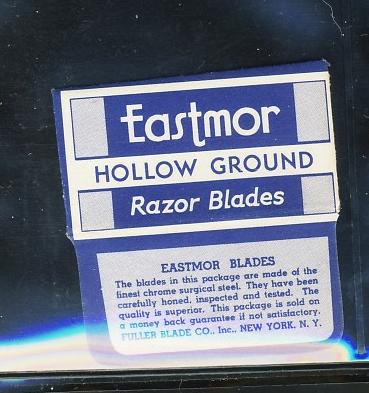 Eastmor
HOLLOW GROUND
Razor Blades
EASTMOR BLADES
The blades in this package are made of the
finest chrome surgical steel. They have been
carefully honed, inspected and tested. The
quality is superior. This package is sold on
a money back guarantee if not satisfactory.
FULLER BLADE CO., Inc., NEW YORK, N. Y.